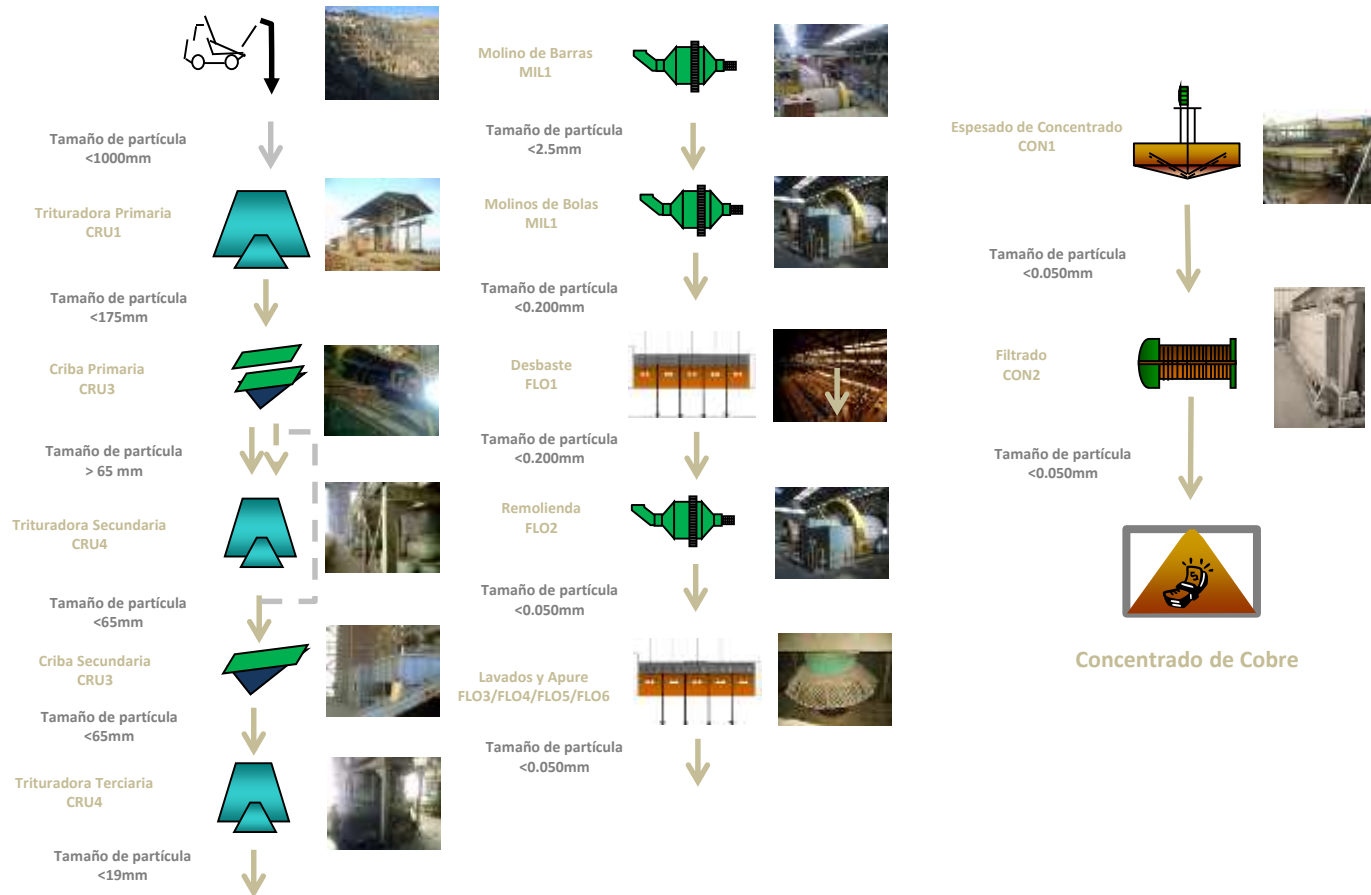 Tamaño de partícula
<1000mm
Trituradora Primaria
CRU1
Tamaño de partícula
<175mm
Criba Primaria
CRU3
Tamaño de partícula
> 65 mm
Trituradora Secundaria
CRU4
Tamaño de partícula
<65mm
Criba Secundaria
CRU3
Tamaño de partícula
<65mm
Trituradora Terciaria
CRU4
Tamaño de partícula
<19mm
Molino de Barras
MIL1
Tamaño de partícula
<2.5mm
Molinos de Bolas
MIL1
Tamaño de partícula
<0.200mm
Desbaste
FLO1
Tamaño de partícula
<0.200mm
Remolienda
FLO2
Tamaño de partícula
<0.050mm
Lavados y Apure
FLO3/FLO4/FLO5/FLO6
Tamaño de partícula
<0.050mm
Espesado de Concentrado
CON1
Tamaño de partícula
<0.050mm
Filtrado
CON2
Tamaño de partícula
<0.050mm
Concentrado de Cobre